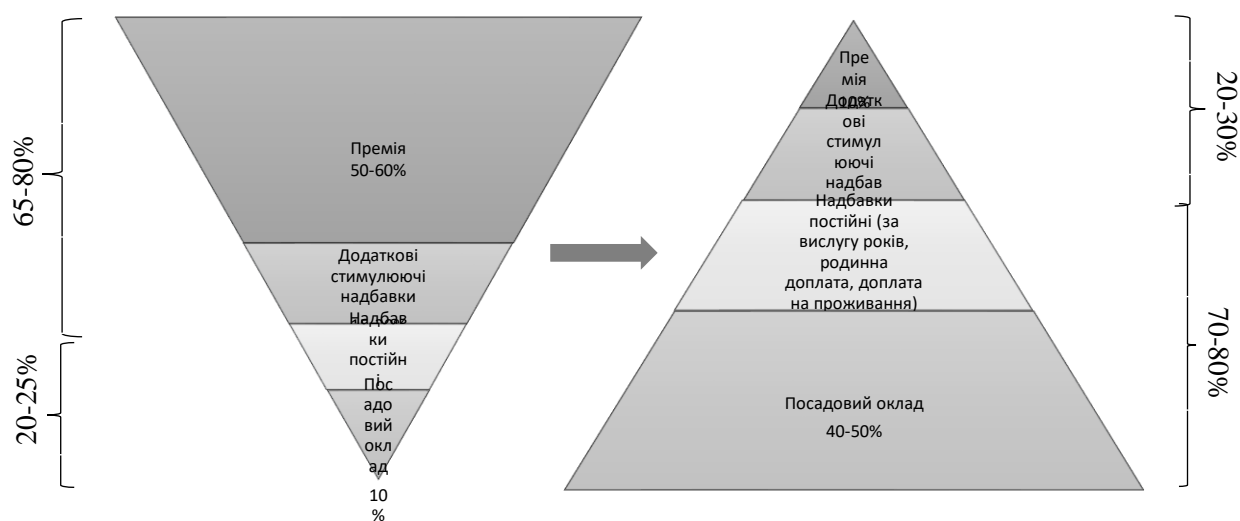 65-80%
20-25%
Премія
50-60%
Додаткові
стимулюючі
надбавки
Надбав
ки
постійн
і
Пос
адо
вий
окл
ад
10
%
Пре
мія
10%
Додатк
ові
стимул
юючі
надбав
Надбавки
постійні (за
вислугу років,
родинна
доплата, доплата
на проживання)
Посадовий оклад
40-50%
20-30%
70-80%